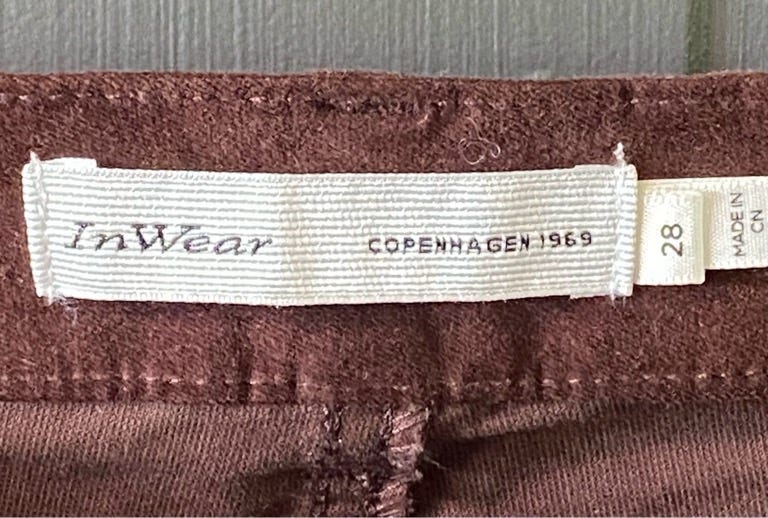 InWear COPENHAGEN 1969
28
MADE IN
CN